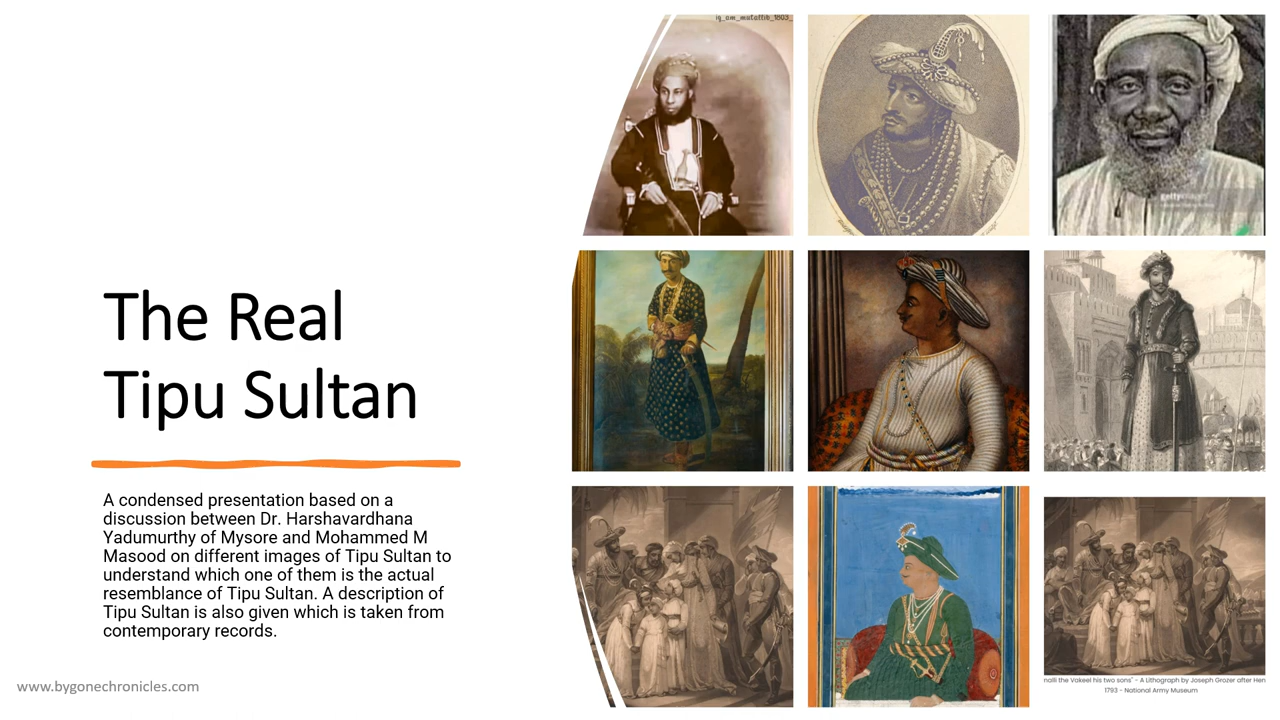 The Real
Tipu Sultan
A condensed presentation based on a
discussion between Dr. Harshavardhana
Yadumurthy of Mysore and Mohammed M
Masood on different images of Tipu Sultan to
understand which one of them is the actual
resemblance of Tipu Sultan. A description of
Tipu Sultan is also given which is taken from
contemporary records.
www.bygonechronicles.com
gettyimages
the Vakeel his two sons" - A Lithograph by Joseph Grozer after Hen
1793 - National Army Museum